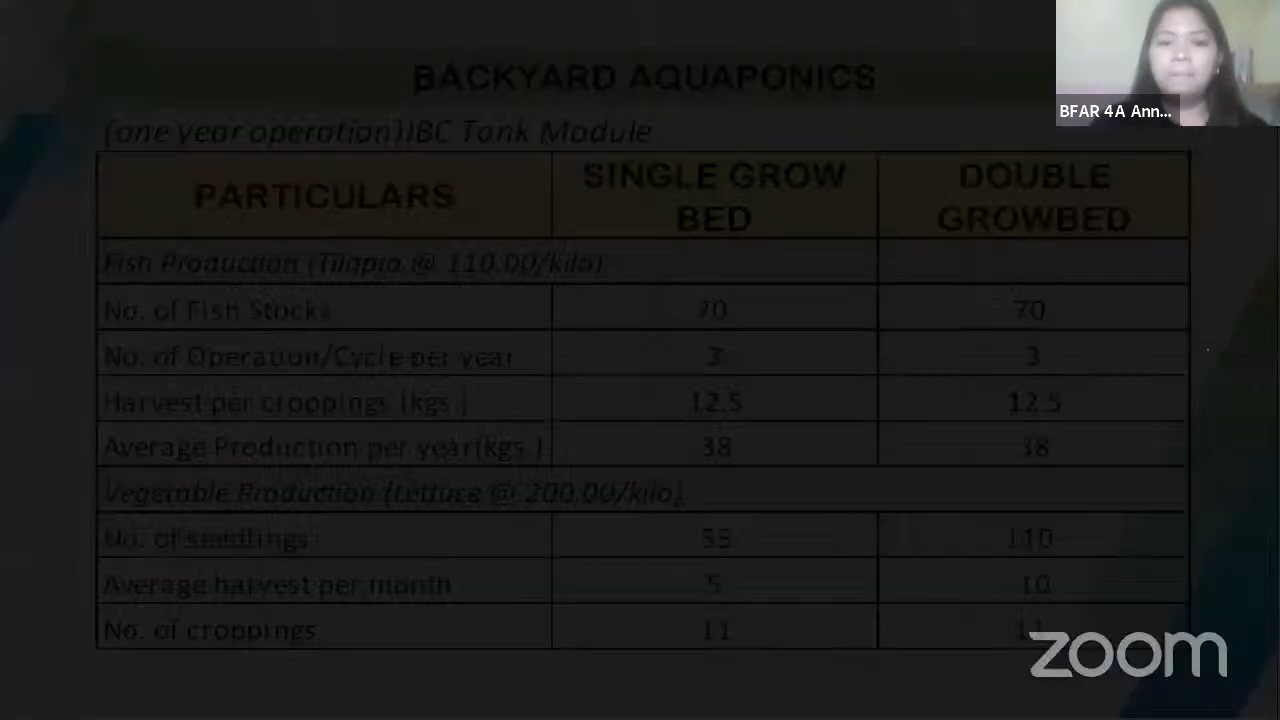 BACKYARD AQUAPONICS
BFAR 4A Ann...
(one year operation)IBC Tank Module
PARTICULARS SINGLE GROW BED DOUBLE GROWBED
Fish Production (Tilapia @ 110.00/kilo)
No. of Fish Stocks 70 70
No. of Operation/Cycle per year 3 3
Harvest per croppings (kgs.) 12.5 12.5
Average Production per year(kgs.) 38 38
Vegetable Production (Lettuce @ 200.00/kilo)
No. of seedlings 55 110
Average harvest per month 5 10
No. of croppings 11 11
zoom